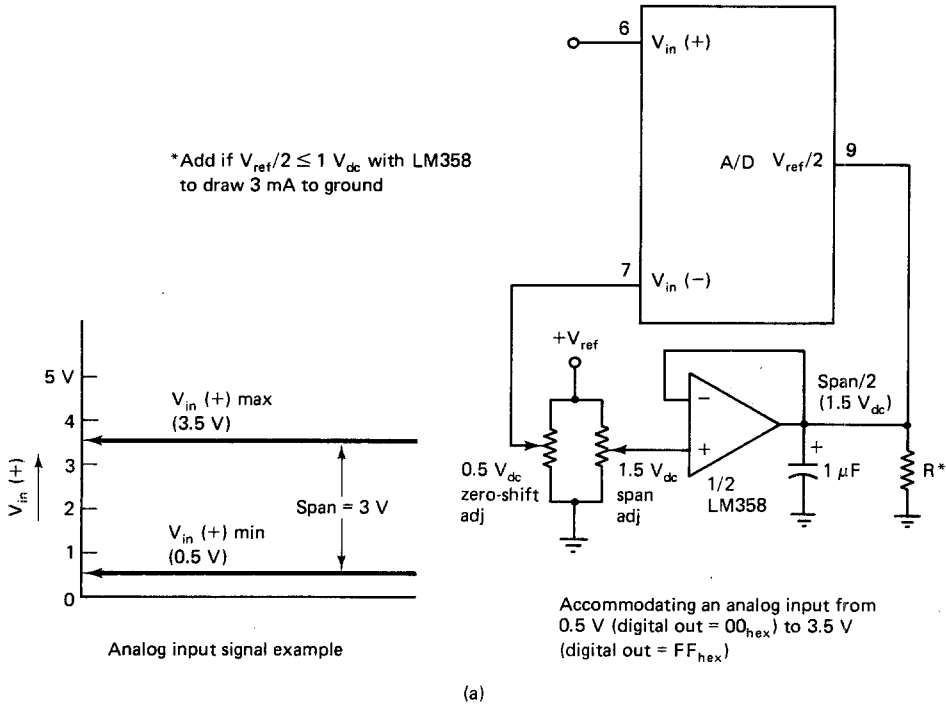 6
V_in (+)
*Add if V_ref/2 ≤ 1 V_dc with LM358
to draw 3 mA to ground
A/D V_ref/2
9
7
V_in (−)
+V_ref
5 V
4
3
2
1
0
V_in (+)
V_in (+) max
(3.5 V)
Span = 3 V
V_in (+) min
(0.5 V)
Analog input signal example
0.5 V_dc
zero-shift
adj
1.5 V_dc
span
adj
−
+
1/2
LM358
Span/2
(1.5 V_dc)
+
1 μF
R*
Accommodating an analog input from
0.5 V (digital out = 00_hex) to 3.5 V
(digital out = FF_hex)
(a)